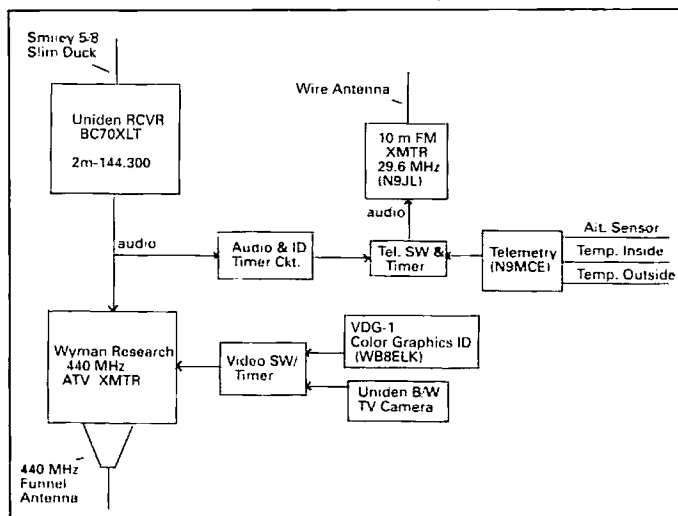 Smiley 5/8
Slim Duck
Uniden RCVR
BC70XLT
2m-144.300
Wire Antenna
10 m FM
XMTR
29.6 MHz
(N9JL)
audio
audio
Audio & ID
Timer Ckt.
Tel. SW &
Timer
Telemetry
(N9MCE)
Alt. Sensor
Temp. Inside
Temp. Outside
Wyman Research
440 MHz
ATV XMTR
Video SW/
Timer
VDG-1
Color Graphics ID
(WB8ELK)
Uniden B/W
TV Camera
440 MHz
Funnel
Antenna